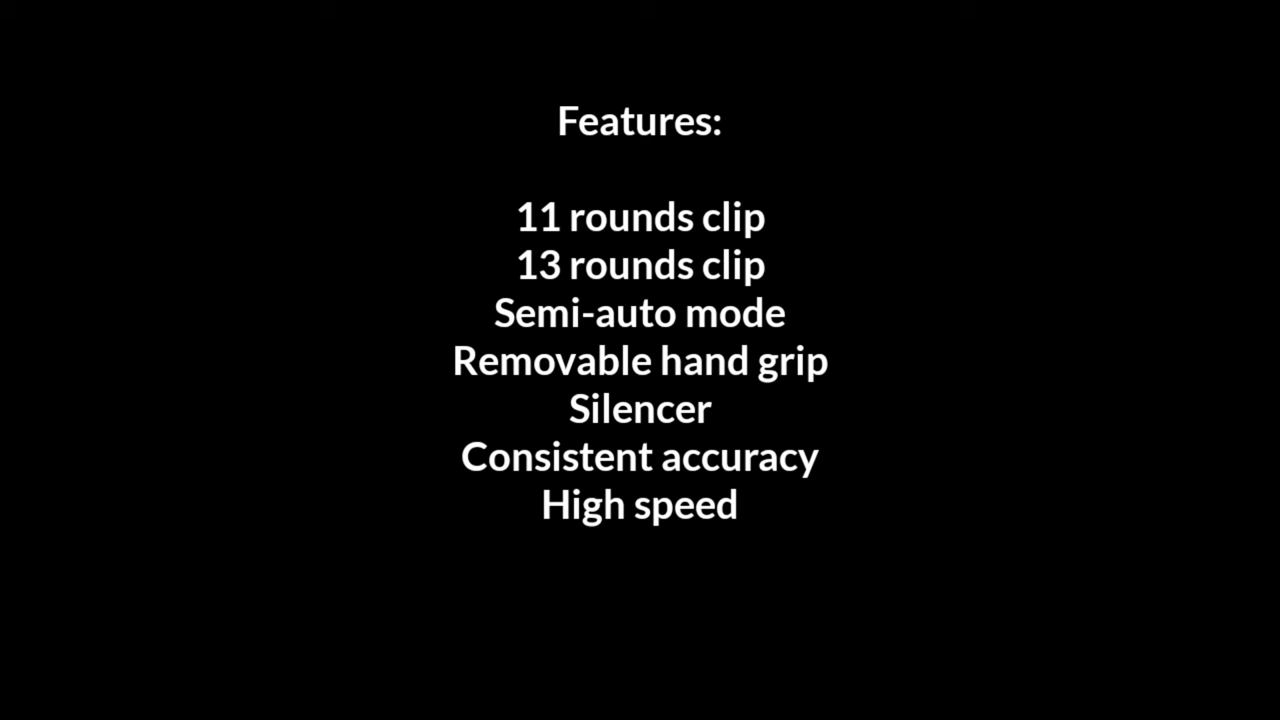 Features:
11 rounds clip
13 rounds clip
Semi-auto mode
Removable hand grip
Silencer
Consistent accuracy
High speed